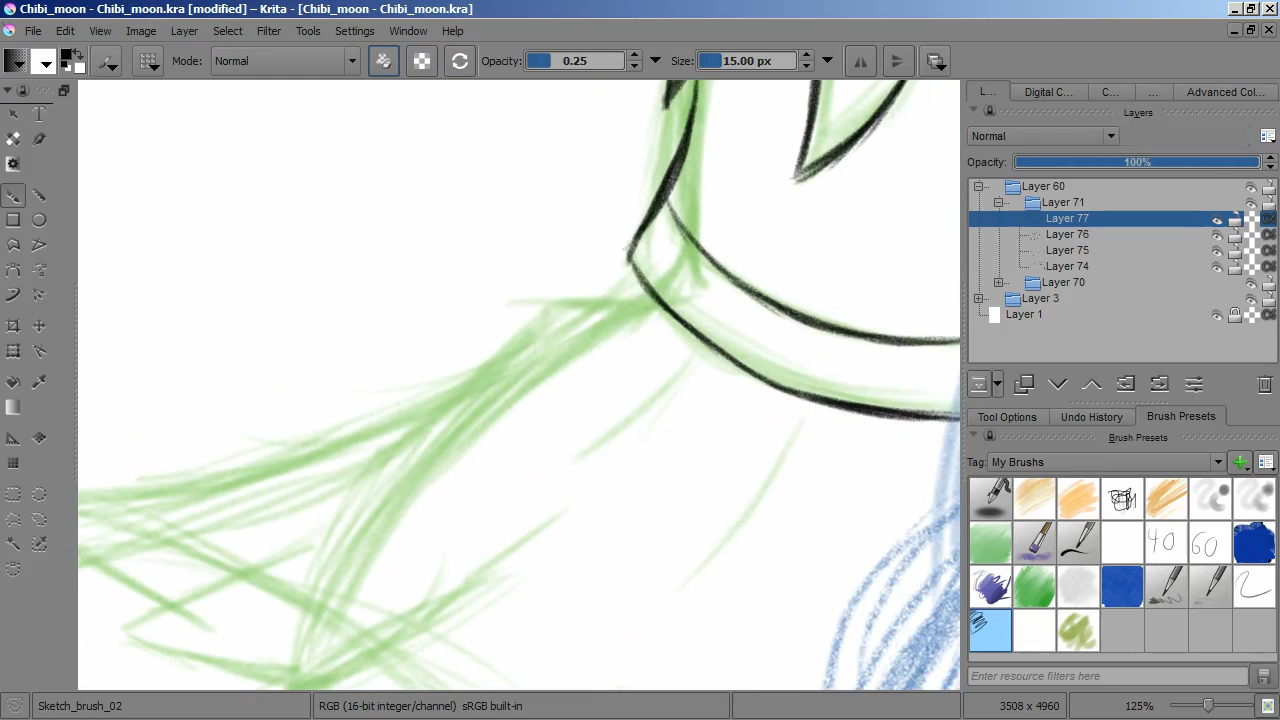 Chibi_moon - Chibi_moon.kra [modified] – Krita - [Chibi_moon - Chibi_moon.kra]
File Edit View Image Layer Select Filter Tools Settings Window Help
Mode: Normal Opacity: 0.25 Size: 15.00 px
L... Digital C... C... ... Advanced Col...
Layers
Normal
Opacity: 100%
Layer 60
Layer 71
Layer 77
Layer 76
Layer 75
Layer 74
Layer 70
Layer 3
Layer 1
Tool Options Undo History Brush Presets
Brush Presets
Tag: My Brushes
40 60
Enter resource filters here
Sketch_brush_02 RGB (16-bit integer/channel) sRGB built-in 3508 x 4960 125%